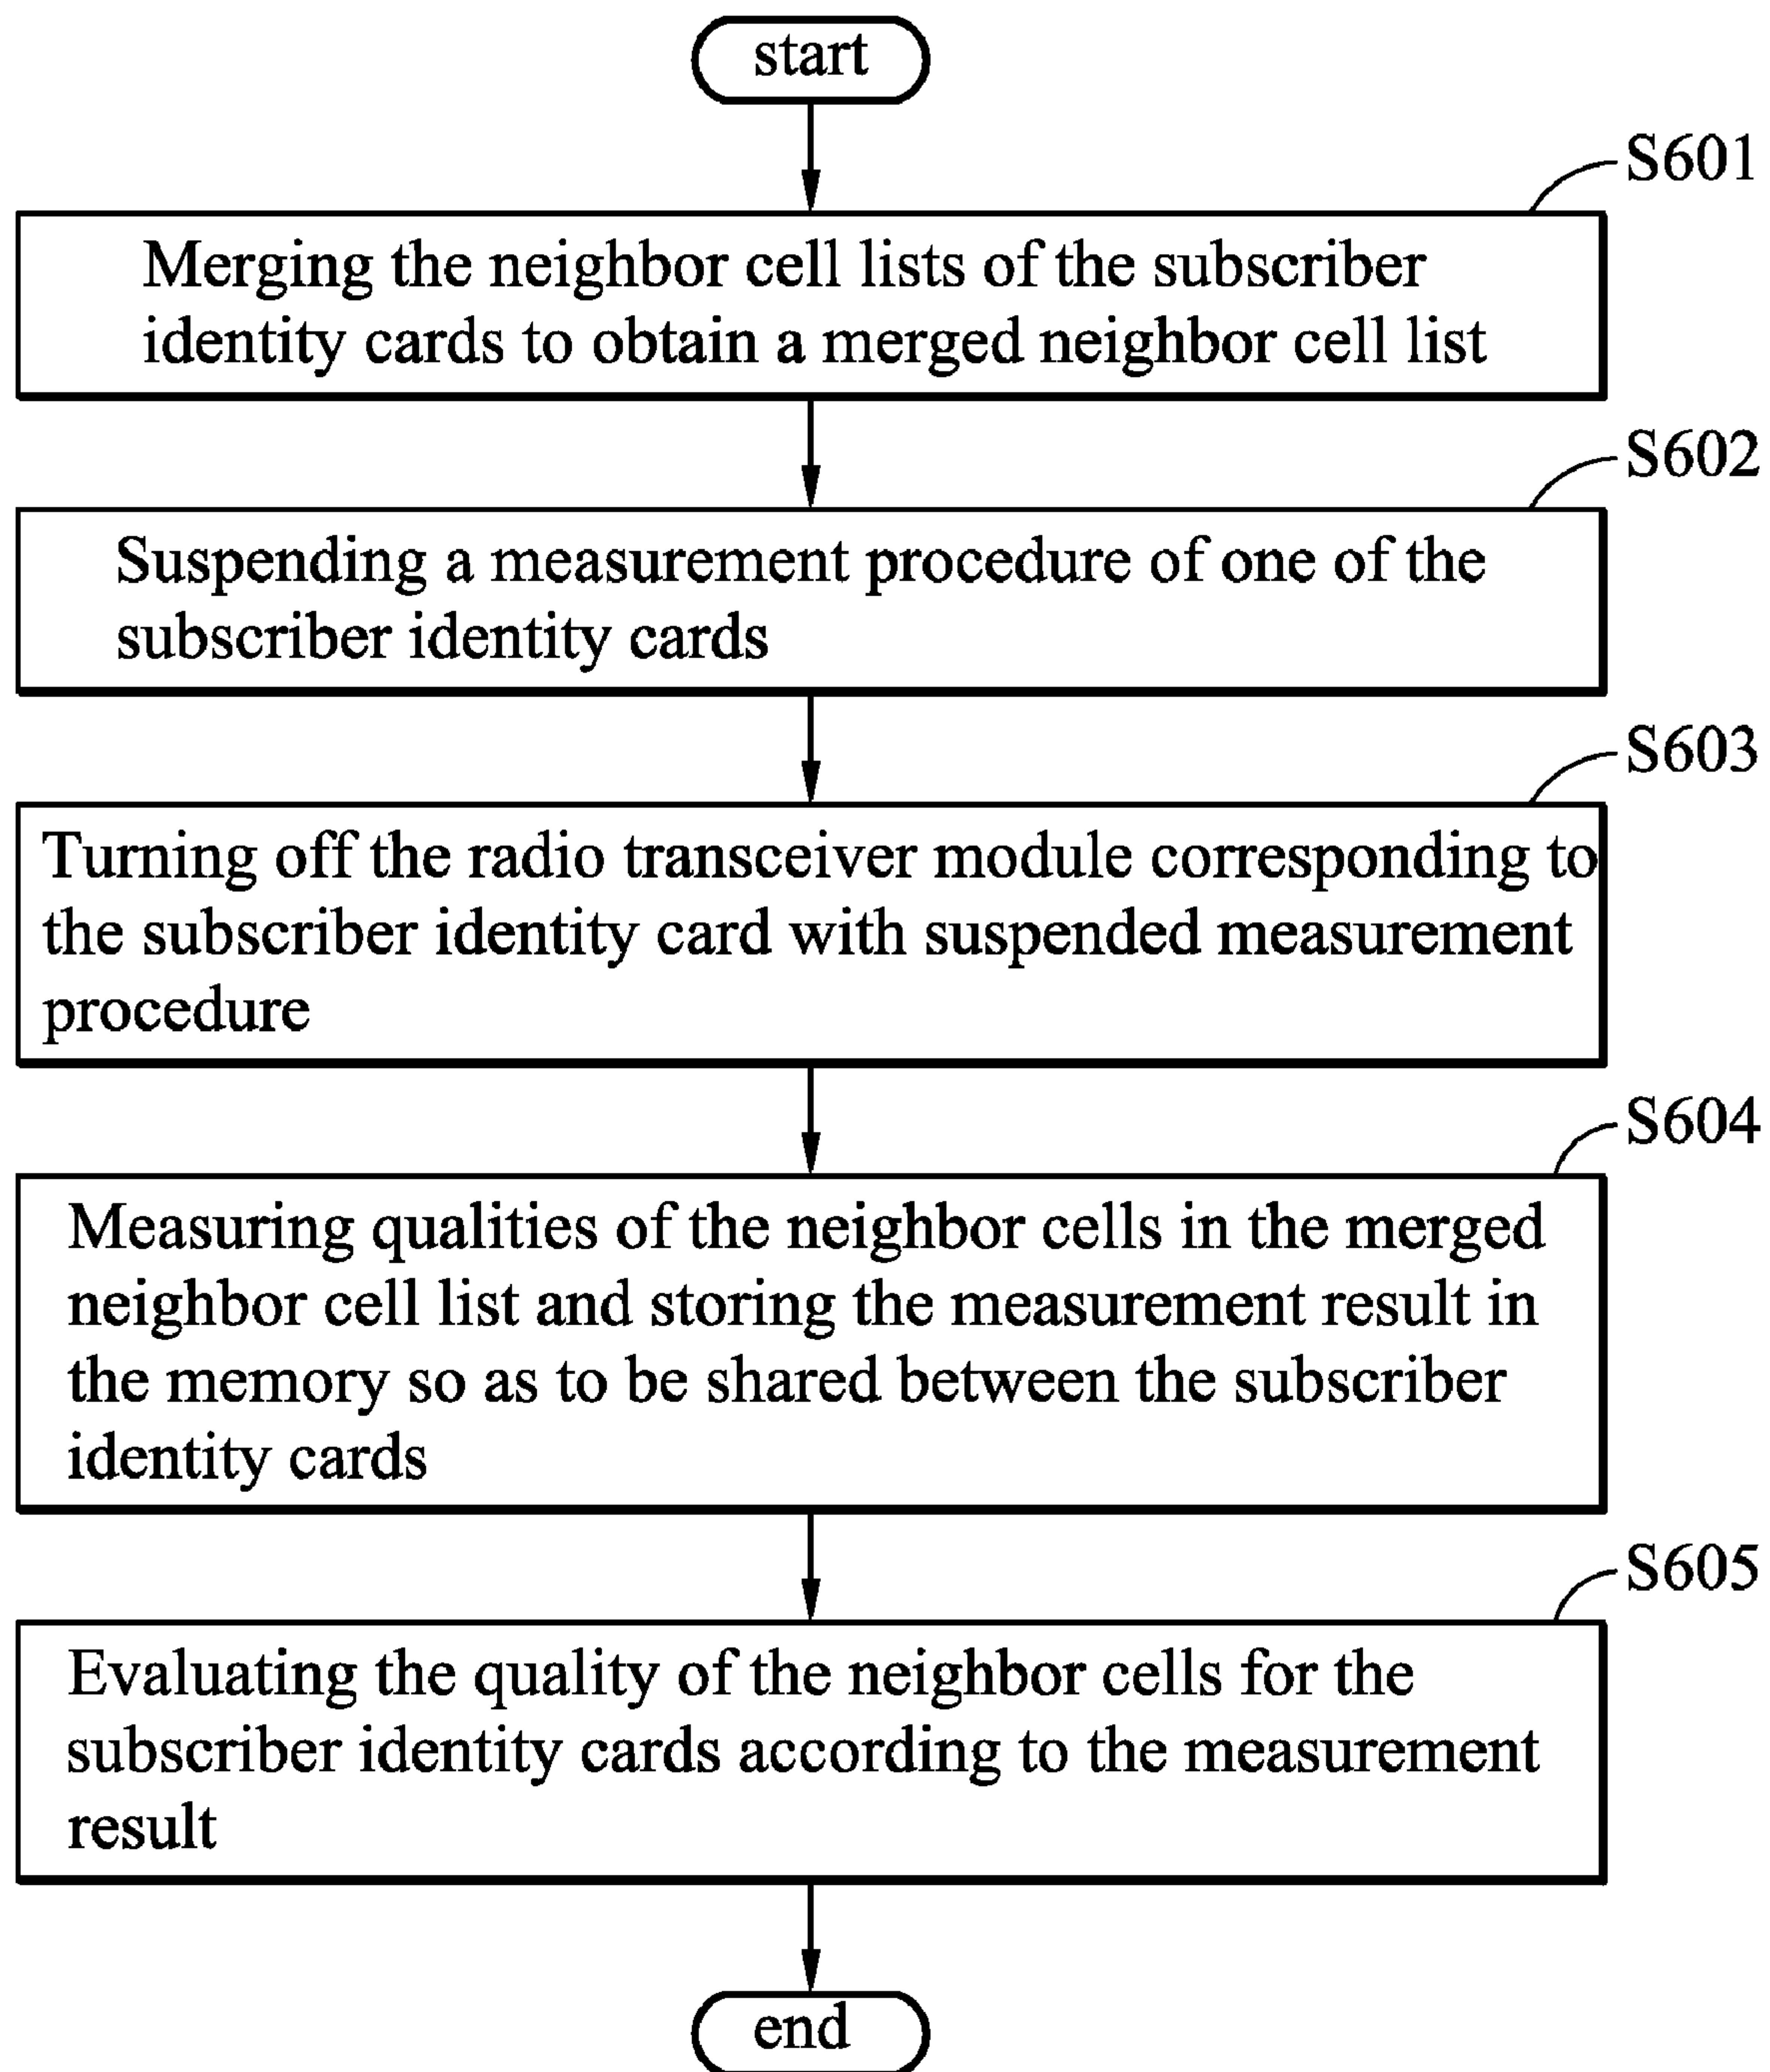 start
S601
Merging the neighbor cell lists of the subscriber
identity cards to obtain a merged neighbor cell list
S602
Suspending a measurement procedure of one of the
subscriber identity cards
S603
Turning off the radio transceiver module corresponding to
the subscriber identity card with suspended measurement
procedure
S604
Measuring qualities of the neighbor cells in the merged
neighbor cell list and storing the measurement result in
the memory so as to be shared between the subscriber
identity cards
S605
Evaluating the quality of the neighbor cells for the
subscriber identity cards according to the measurement
result
end